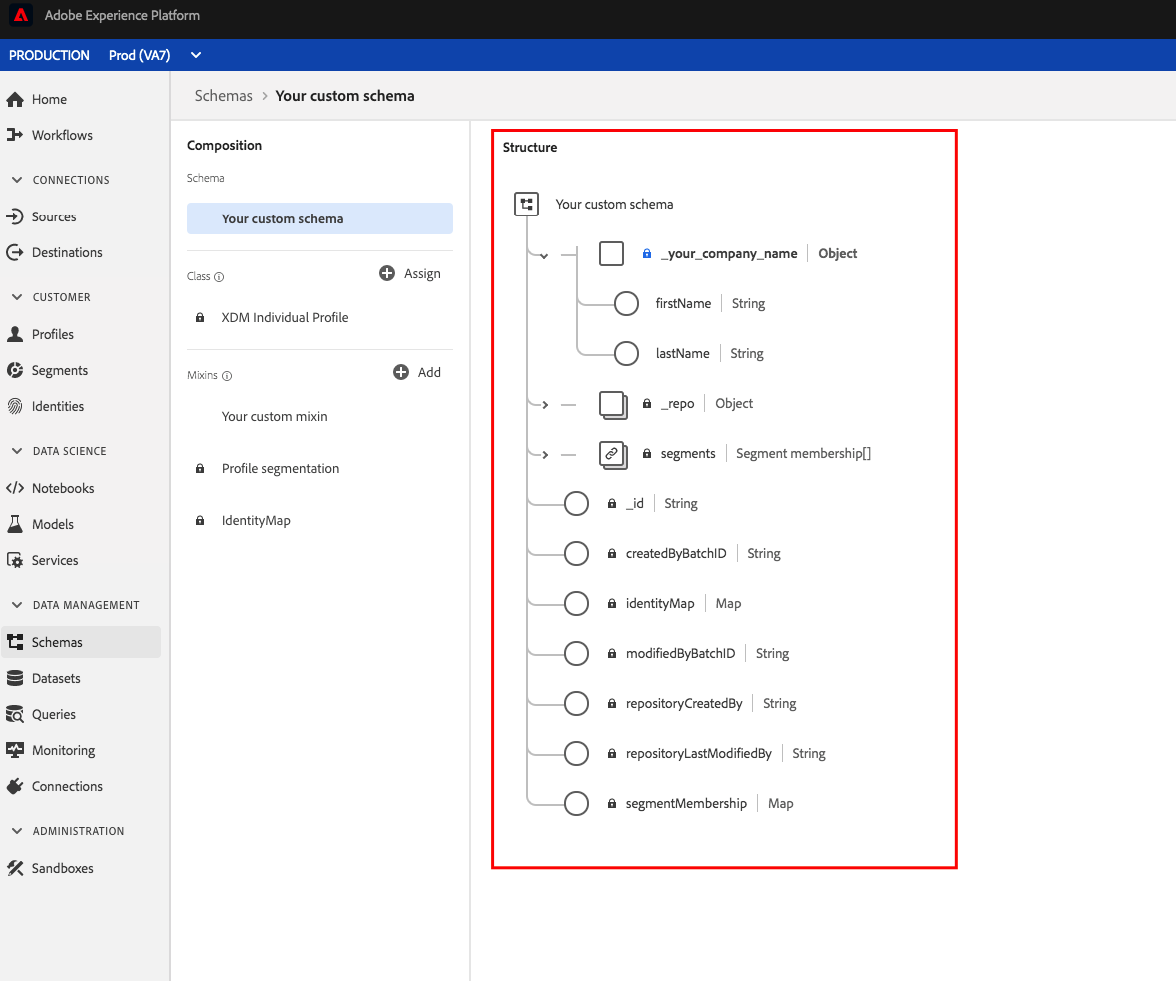 Adobe Experience Platform
PRODUCTION Prod (VA7)
Home
Workflows
CONNECTIONS
Sources
Destinations
CUSTOMER
Profiles
Segments
Identities
DATA SCIENCE
Notebooks
Models
Services
DATA MANAGEMENT
Schemas
Datasets
Queries
Monitoring
Connections
ADMINISTRATION
Sandboxes
Schemas > Your custom schema
Composition
Schema
Your custom schema
Class Assign
XDM Individual Profile
Mixins Add
Your custom mixin
Profile segmentation
IdentityMap
Structure
Your custom schema
_your_company_name | Object
firstName | String
lastName | String
_repo | Object
segments | Segment membership[]
_id | String
createdByBatchID | String
identityMap | Map
modifiedByBatchID | String
repositoryCreatedBy | String
repositoryLastModifiedBy | String
segmentMembership | Map